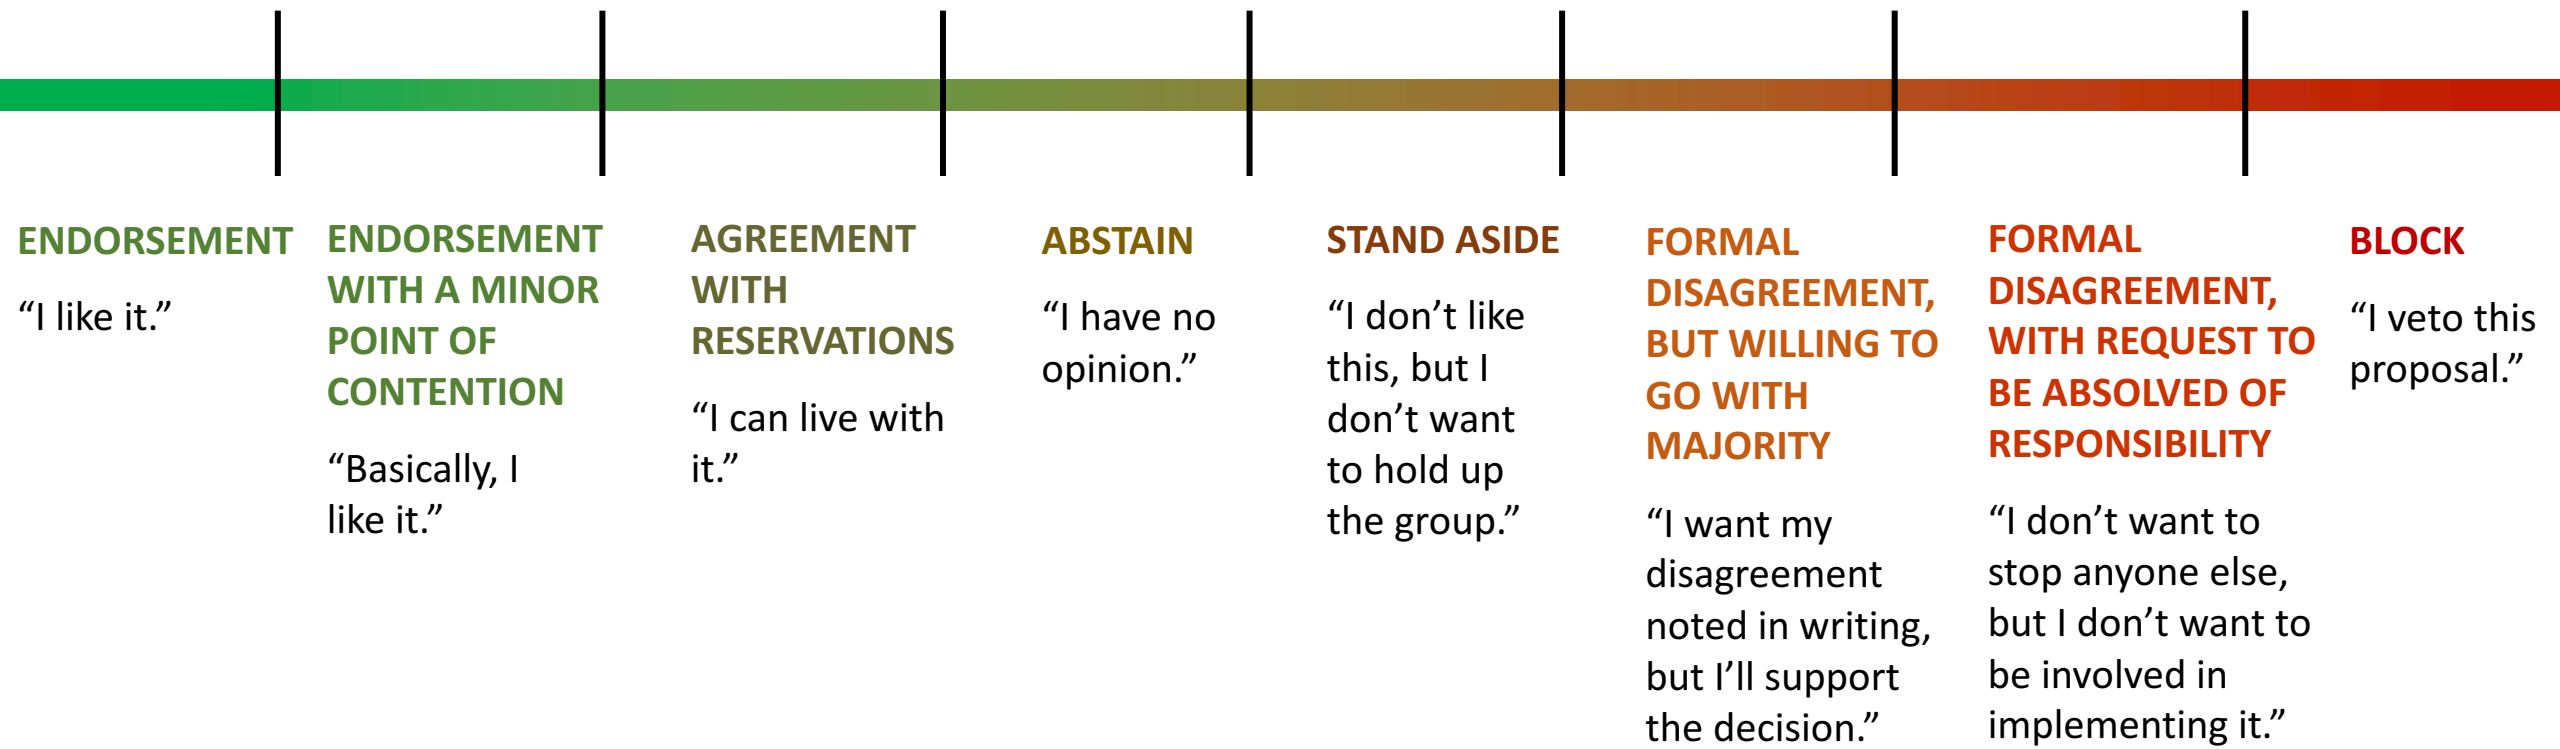 ENDORSEMENT
“I like it.”
ENDORSEMENT
WITH A MINOR
POINT OF
CONTENTION
“Basically, I
like it.”
AGREEMENT
WITH
RESERVATIONS
“I can live with
it.”
ABSTAIN
“I have no
opinion.”
STAND ASIDE
“I don’t like
this, but I
don’t want
to hold up
the group.”
FORMAL
DISAGREEMENT,
BUT WILLING TO
GO WITH
MAJORITY
“I want my
disagreement
noted in writing,
but I’ll support
the decision.”
FORMAL
DISAGREEMENT,
WITH REQUEST TO
BE ABSOLVED OF
RESPONSIBILITY
“I don’t want to
stop anyone else,
but I don’t want to
be involved in
implementing it.”
BLOCK
“I veto this
proposal.”